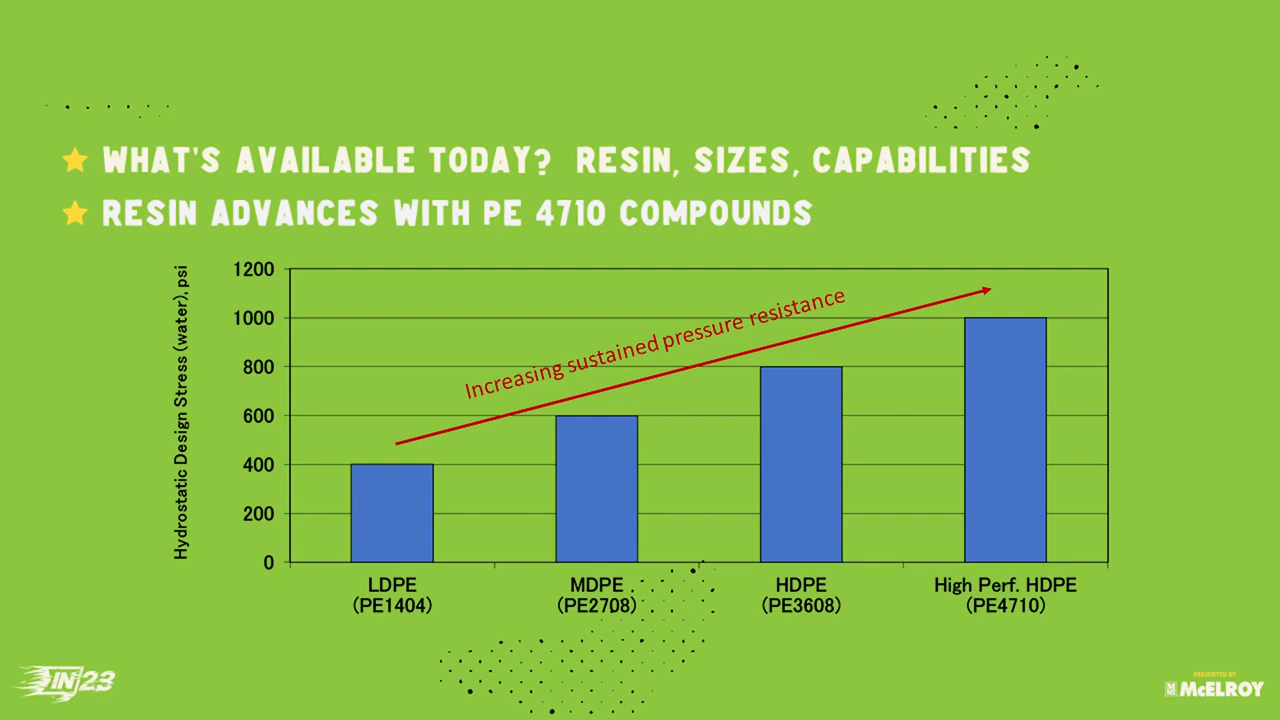 WHAT'S AVAILABLE TODAY? RESIN, SIZES, CAPABILITIES
RESIN ADVANCES WITH PE 4710 COMPOUNDS
Hydrostatic Design Stress (water), psi
1200
1000
800
600
400
200
0
Increasing sustained pressure resistance
LDPE
(PE1404)
MDPE
(PE2708)
HDPE
(PE3608)
High Perf. HDPE
(PE4710)
IN23
PRESENTED BY
McELROY